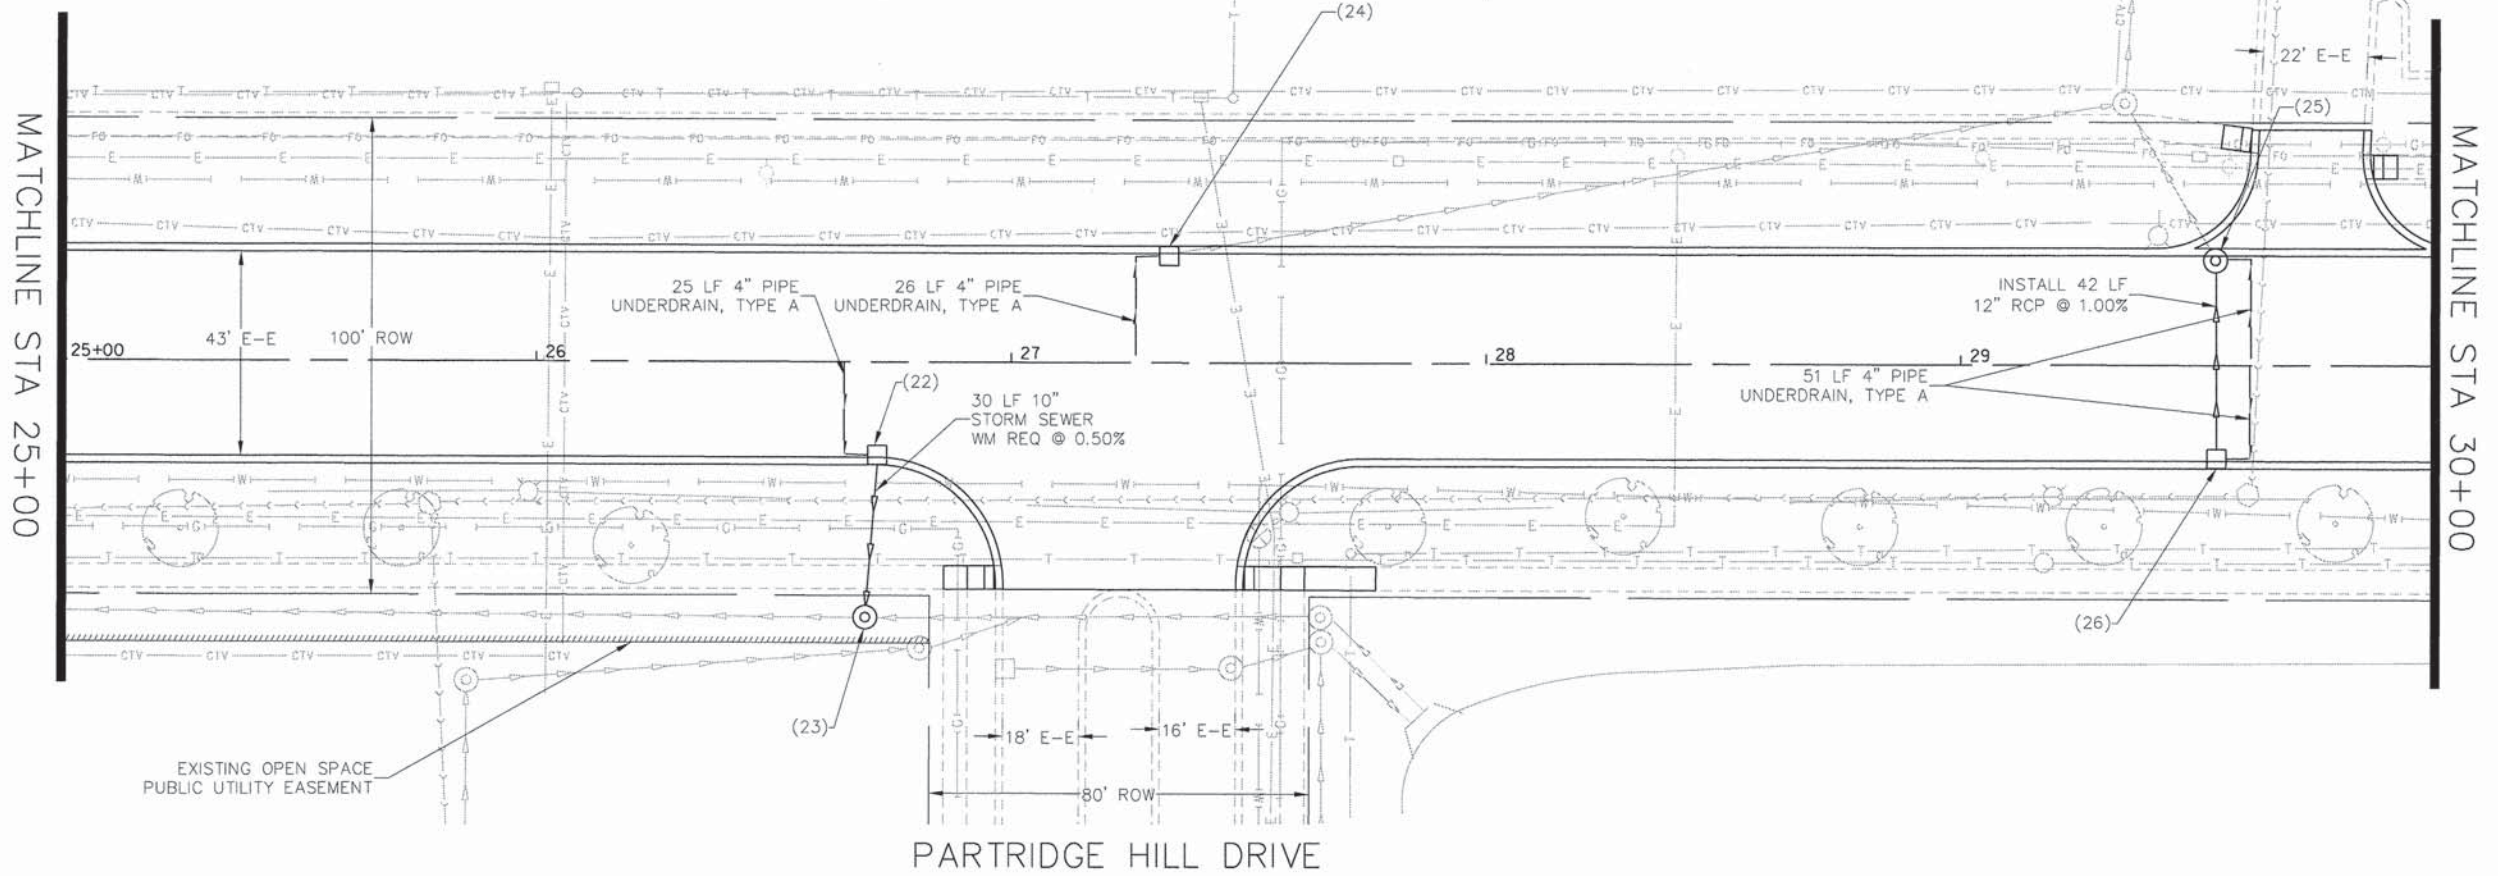 (24)
22' E-E
(25)
MATCHLINE STA 25+00
MATCHLINE STA 30+00
25 LF 4" PIPE
UNDERDRAIN, TYPE A
26 LF 4" PIPE
UNDERDRAIN, TYPE A
INSTALL 42 LF
12" RCP @ 1.00%
43' E-E
100' ROW
25+00
26
27
28
29
(22)
30 LF 10"
STORM SEWER
WM REQ @ 0.50%
51 LF 4" PIPE
UNDERDRAIN, TYPE A
(26)
(23)
18' E-E
16' E-E
EXISTING OPEN SPACE
PUBLIC UTILITY EASEMENT
80' ROW
PARTRIDGE HILL DRIVE